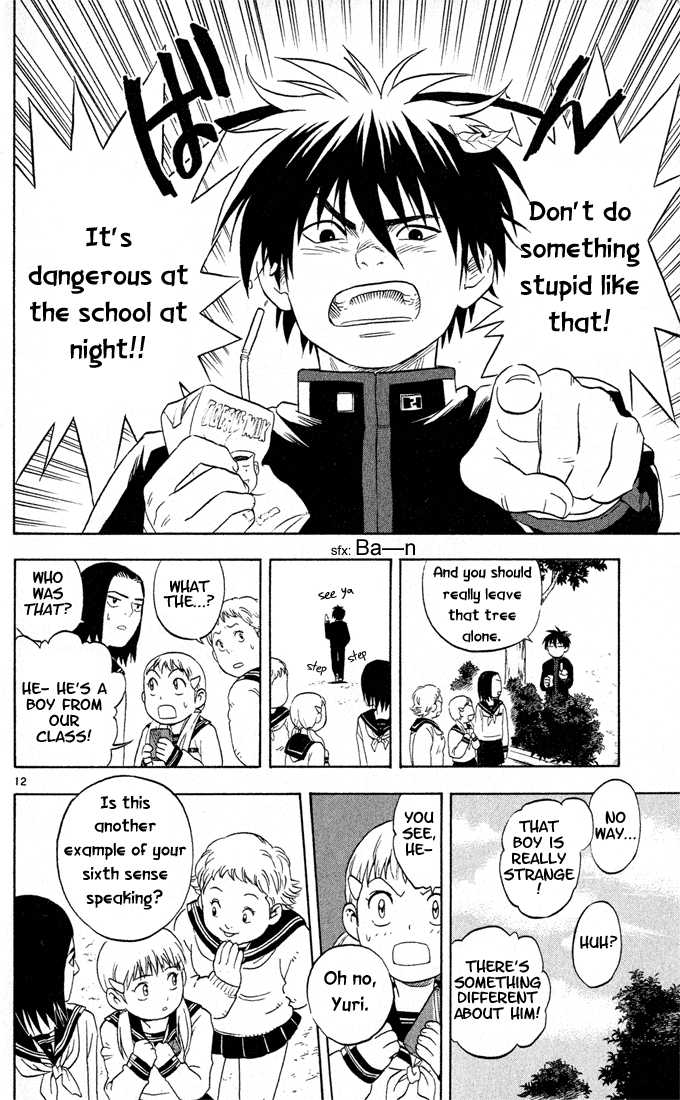 ばーん
Don't do
something
stupid like
that!
It's
dangerous at
the school at
night!!
sfx: Ba—n
And you should
really leave
that tree
alone.
see ya
step
step
WHAT
THE...?
WHO
WAS
THAT?
HE- HE'S A
BOY FROM
OUR
CLASS!
12
NO
WAY...
THAT
BOY IS
REALLY
STRANGE
!
HUH?
THERE'S
SOMETHING
DIFFERENT
ABOUT HIM!
YOU
SEE,
HE-
Oh no,
Yuri.
Is this
another
example of your
sixth sense
speaking?